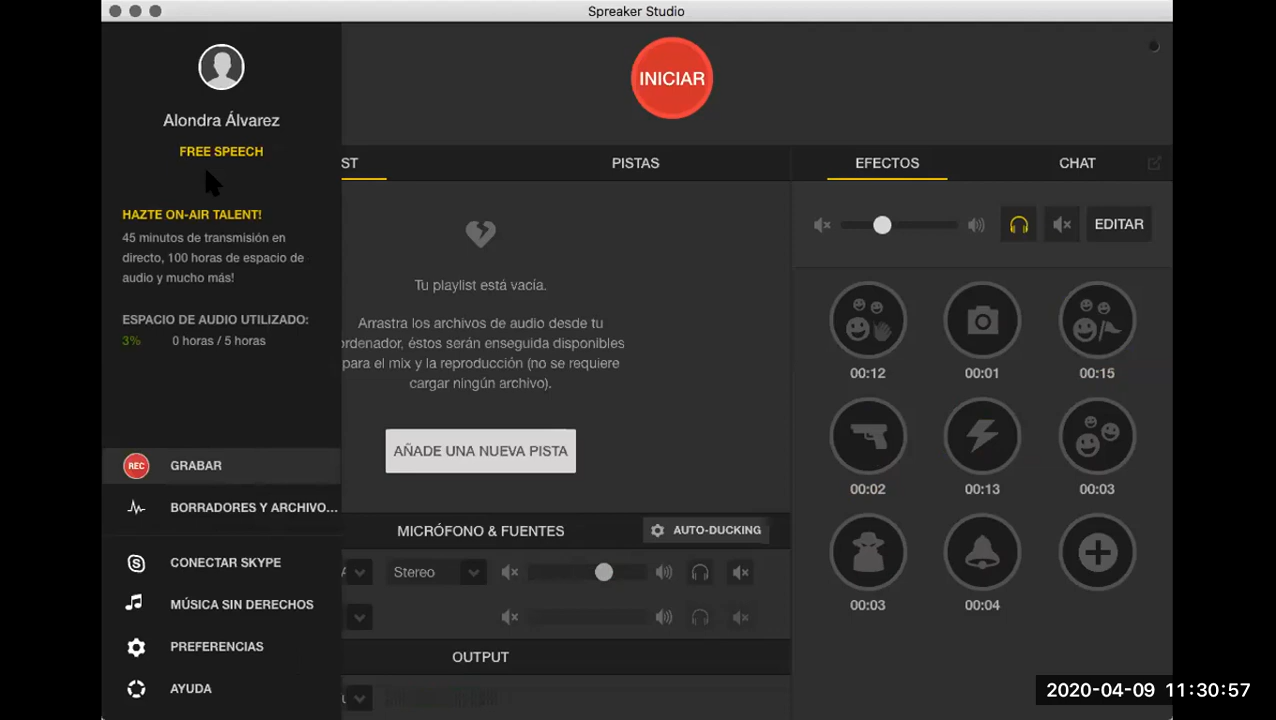 Spreaker Studio
INICIAR
Alondra Álvarez
FREE SPEECH
HAZTE ON-AIR TALENT!
45 minutos de transmisión en
directo, 100 horas de espacio de
audio y mucho más!
ESPACIO DE AUDIO UTILIZADO:
3% 0 horas / 5 horas
REC GRABAR
BORRADORES Y ARCHIVO...
CONECTAR SKYPE
MÚSICA SIN DERECHOS
PREFERENCIAS
AYUDA
ST
PISTAS
Tu playlist está vacía.
Arrastra los archivos de audio desde tu
ordenador, éstos serán enseguida disponibles
para el mix y la reproducción (no se requiere
cargar ningún archivo).
AÑADE UNA NUEVA PISTA
MICRÓFONO & FUENTES
AUTO-DUCKING
Stereo
OUTPUT
EFECTOS
CHAT
EDITAR
00:12 00:01 00:15
00:02 00:13 00:03
00:03 00:04
2020-04-09 11:30:57